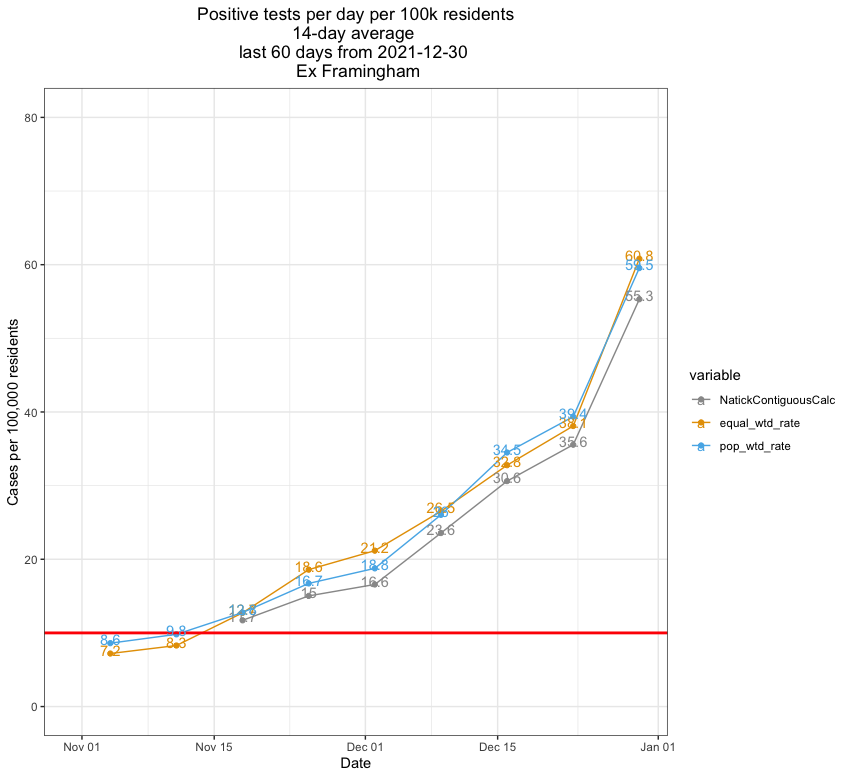 Positive tests per day per 100k residents
14-day average
last 60 days from 2021-12-30
Ex Framingham
80
60
40
20
0
Cases per 100,000 residents
60.8
59.5
55.3
39.4
38.1
35.6
34.5
32.8
30.6
26.5
23.6
21.2
18.8
16.6
18.6
16.7
15
9.8
8.3
8.6
7.2
Nov 01
Nov 15
Dec 01
Dec 15
Jan 01
Date
variable
a NatickContiguousCalc
a equal_wtd_rate
a pop_wtd_rate